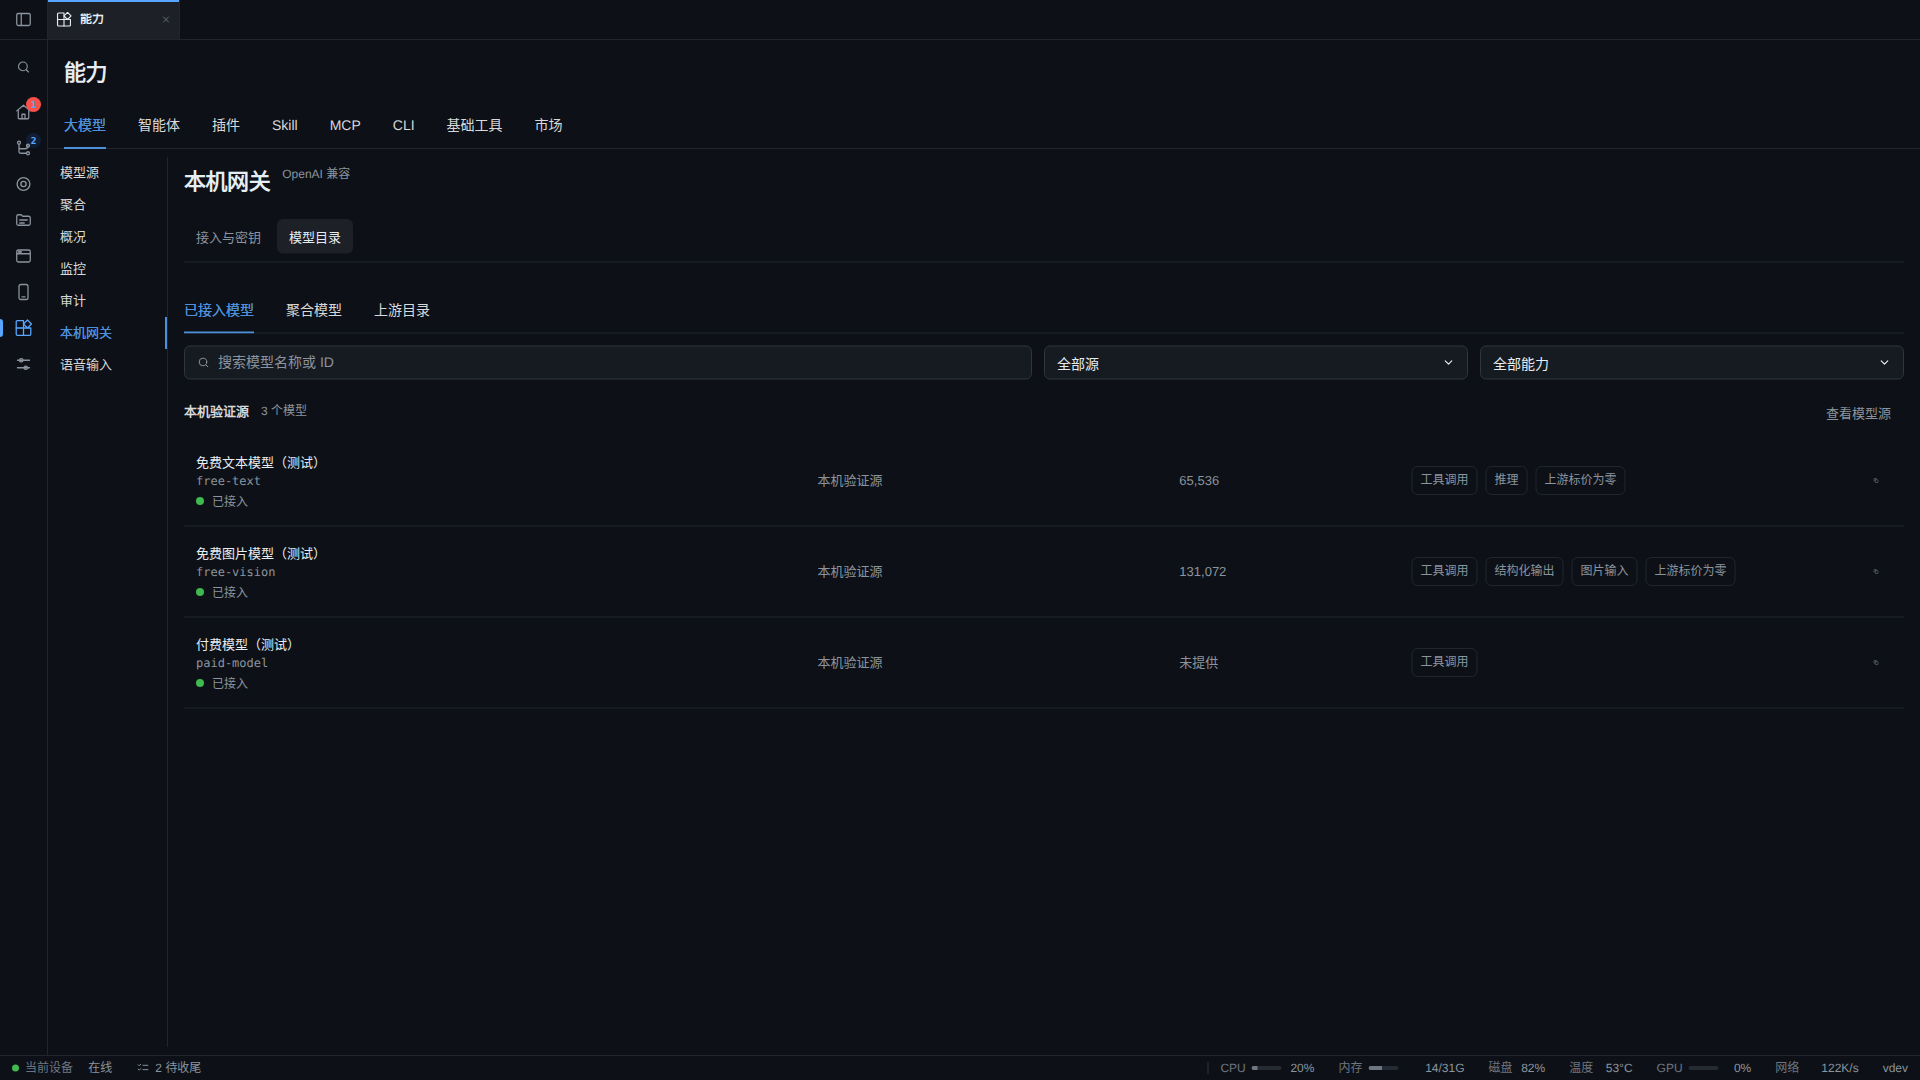 能力
能力
1
2
大模型 智能体 插件 Skill MCP CLI 基础工具 市场
模型源
聚合
概况
监控
审计
本机网关
语音输入
本机网关 OpenAI 兼容
接入与密钥 模型目录
已接入模型 聚合模型 上游目录
搜索模型名称或 ID 全部源 全部能力
本机验证源 3 个模型 查看模型源
免费文本模型（测试）
free-text
已接入
本机验证源 65,536 工具调用 推理 上游标价为零
免费图片模型（测试）
free-vision
已接入
本机验证源 131,072 工具调用 结构化输出 图片输入 上游标价为零
付费模型（测试）
paid-model
已接入
本机验证源 未提供 工具调用
当前设备 在线 2 待收尾 CPU 20% 内存 14/31G 磁盘 82% 温度 53°C GPU 0% 网络 122K/s vdev